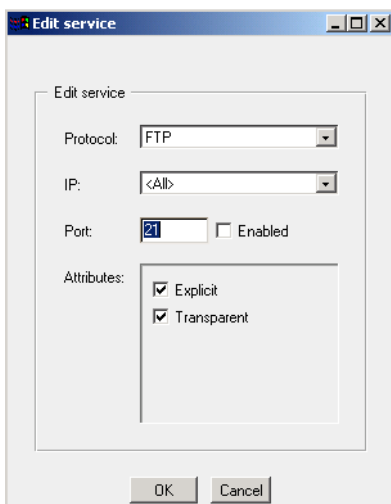 Edit service
Edit service
Protocol: FTP
IP: <All>
Port: 21 Enabled
Attributes: Explicit
Transparent
OK Cancel